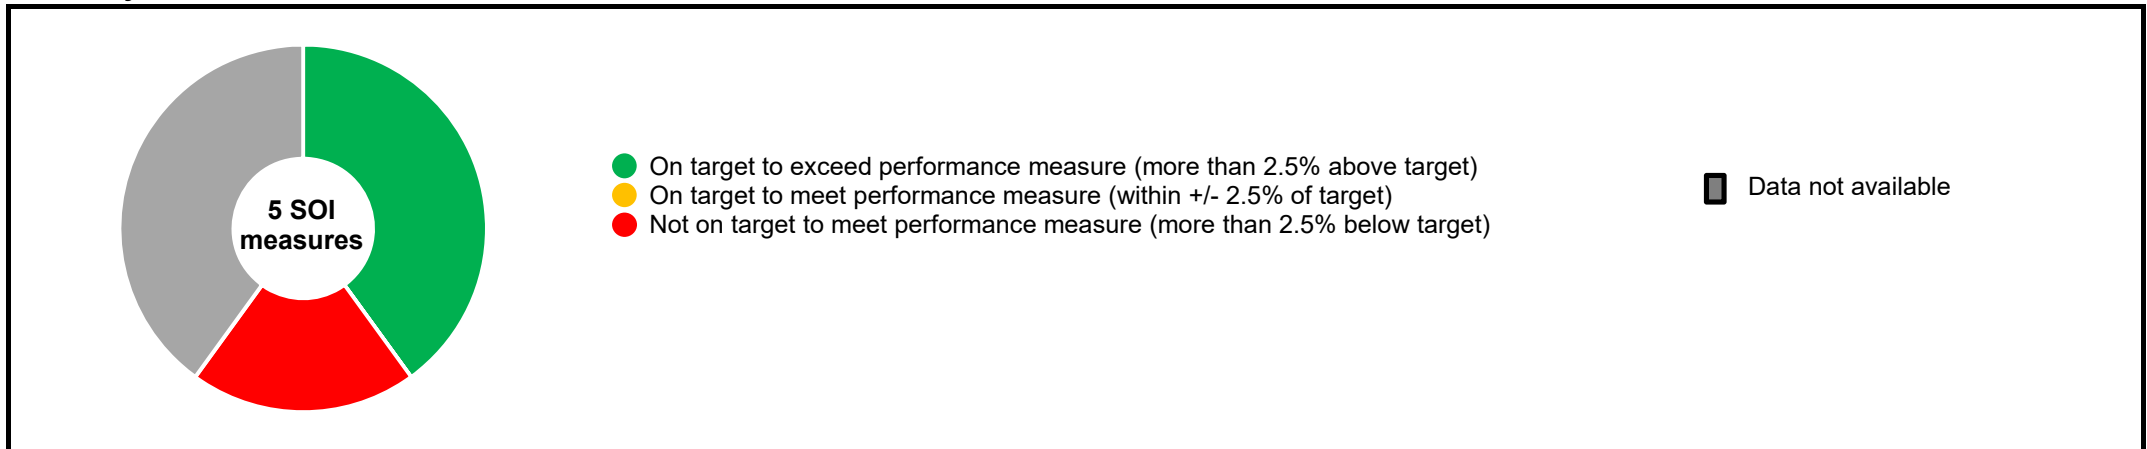 5 SOI
measures
On target to exceed performance measure (more than 2.5% above target)
On target to meet performance measure (within +/- 2.5% of target)
Not on target to meet performance measure (more than 2.5% below target)
Data not available